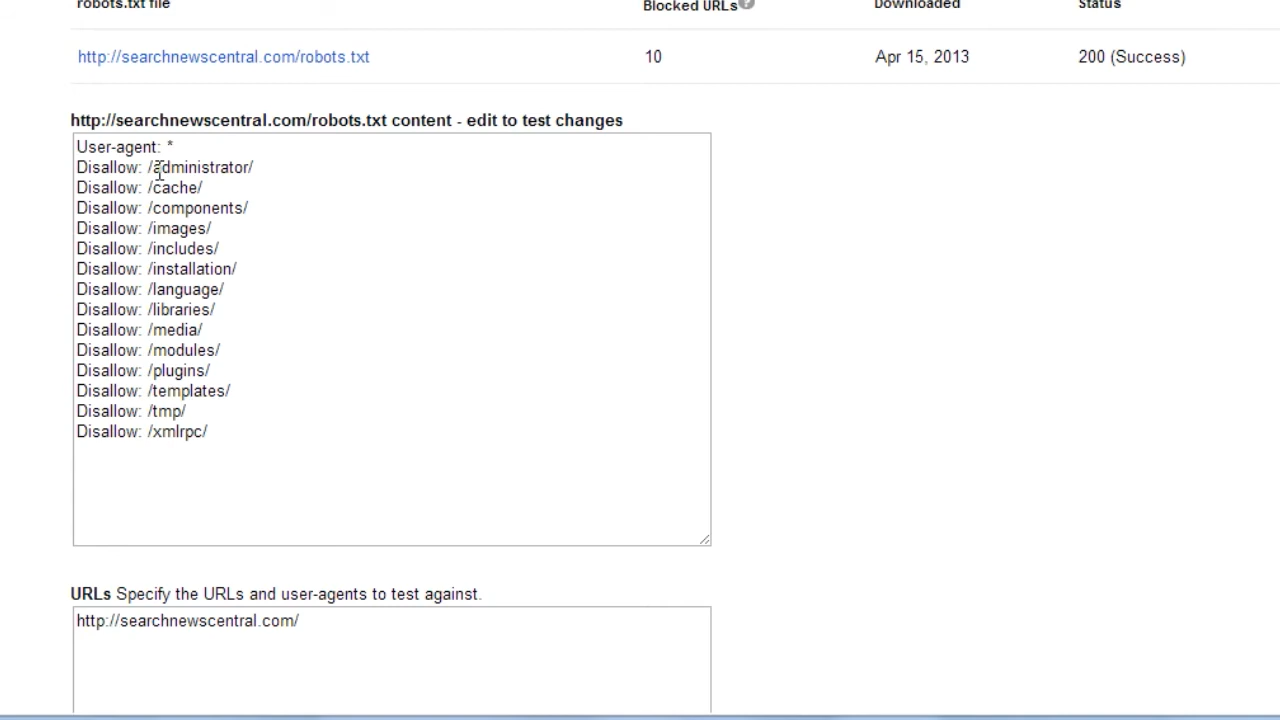 robots.txt file Blocked URLs Downloaded Status
http://searchnewscentral.com/robots.txt 10 Apr 15, 2013 200 (Success)
http://searchnewscentral.com/robots.txt content - edit to test changes
User-agent: *
Disallow: /administrator/
Disallow: /cache/
Disallow: /components/
Disallow: /images/
Disallow: /includes/
Disallow: /installation/
Disallow: /language/
Disallow: /libraries/
Disallow: /media/
Disallow: /modules/
Disallow: /plugins/
Disallow: /templates/
Disallow: /tmp/
Disallow: /xmlrpc/
URLs Specify the URLs and user-agents to test against.
http://searchnewscentral.com/